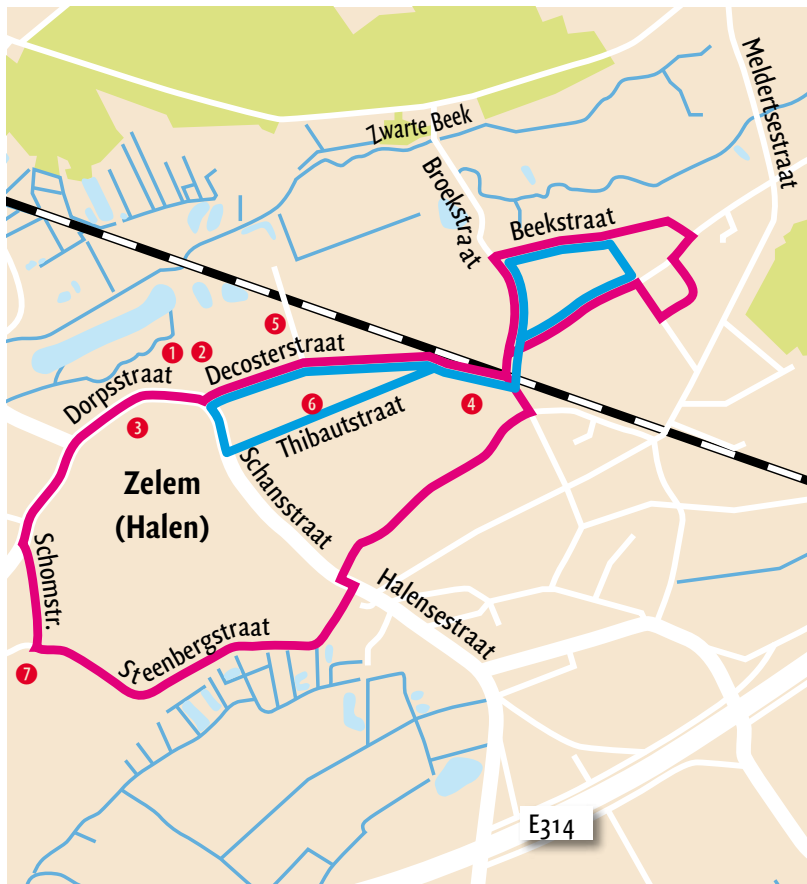 Meldertsestraat
Zwarte Beek
Broekstraat
Beekstraat
5
1
2
Decosterstraat
Dorpsstraat
6
4
3
Thibautstraat
Zelem
(Halen)
Schansstraat
Schomstr.
Halensestraat
Steenbergstraat
7
E314